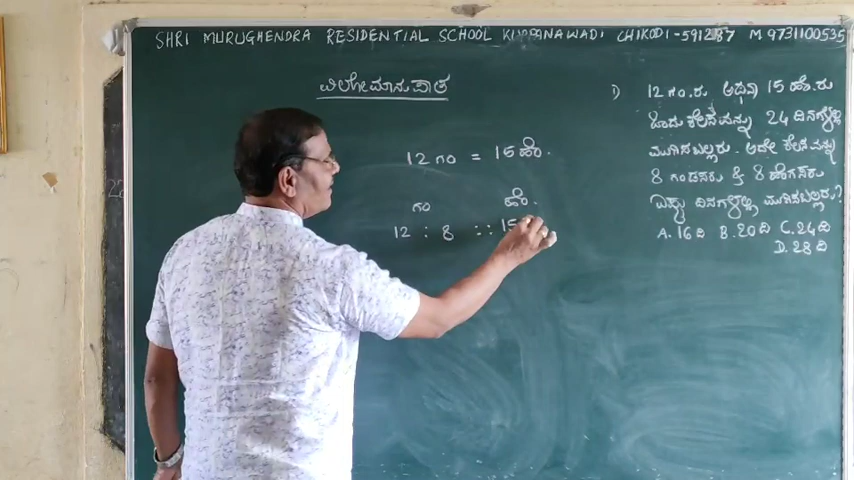 SHRI MURUGHENDRA RESIDENTIAL SCHOOL KUPPANAWADI CHIKODI-591287 M 9731100535
ವಿಲೋಮಾನುಪಾತ
12 ಗಂ = 15 ಹೆಂ.
ಗಂ ಹೆಂ.
12 : 8 :: 15
1) 12 ಗಂ.ರು ಅಥವಾ 15 ಹೆಂ.ರು
ಒಂದು ಕೆಲಸವನ್ನು 24 ದಿನಗಳಲ್ಲಿ
ಮುಗಿಸಬಲ್ಲರು. ಅದೇ ಕೆಲಸವನ್ನು
8 ಗಂಡಸರು & 8 ಹೆಂಗಸರು
ಎಷ್ಟು ದಿನಗಳಲ್ಲಿ ಮುಗಿಸಬಲ್ಲರು?
A. 16 ದಿ B. 20 ದಿ C. 24 ದಿ
D. 28 ದಿ